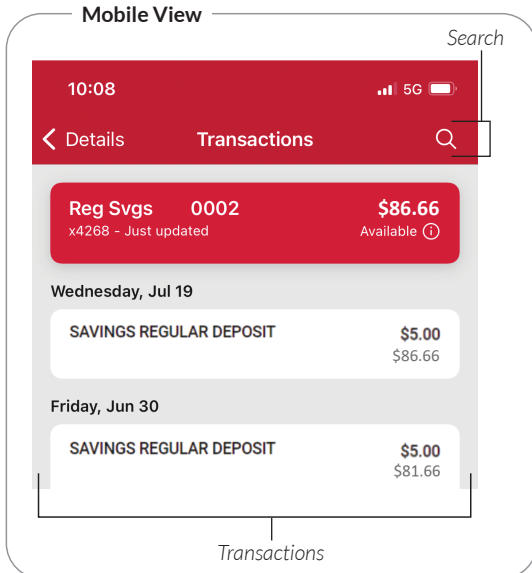 Mobile View
Search
10:08 5G
Details Transactions
Reg Svgs 0002 $86.66
x4268 - Just updated Available
Wednesday, Jul 19
SAVINGS REGULAR DEPOSIT $5.00
$86.66
Friday, Jun 30
SAVINGS REGULAR DEPOSIT $5.00
$81.66
Transactions